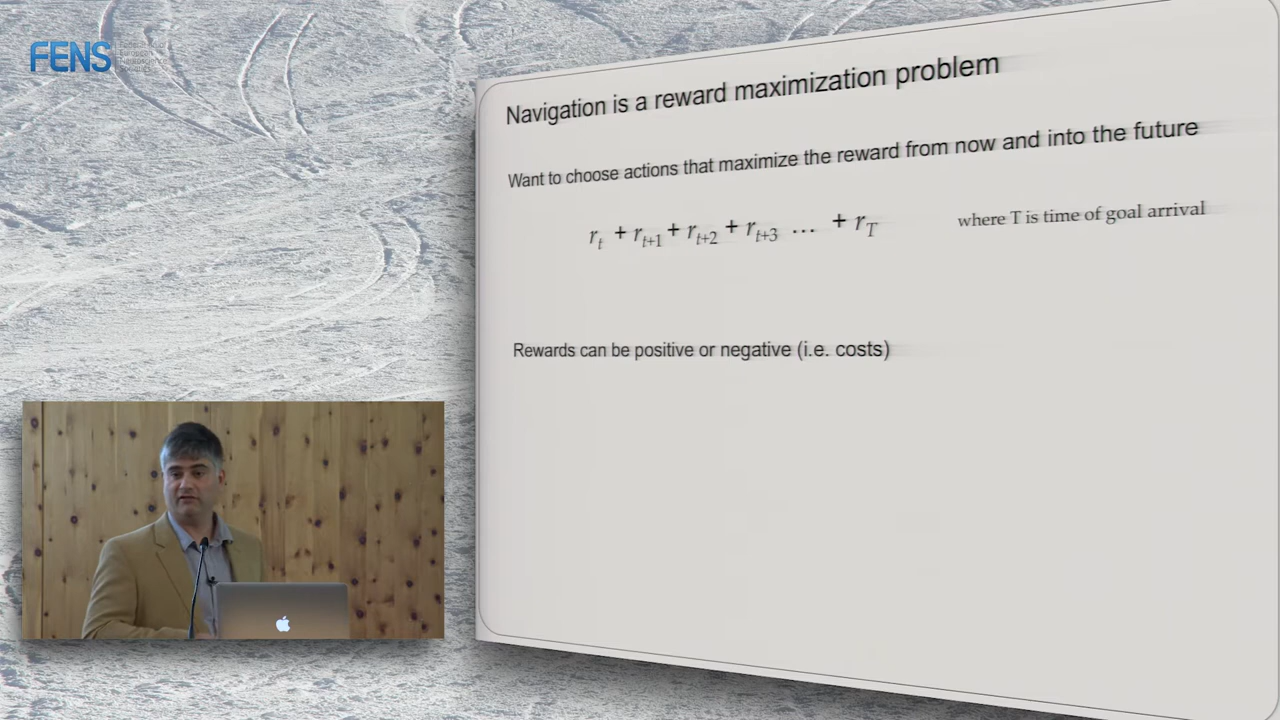 FENS
Navigation is a reward maximization problem
Want to choose actions that maximize the reward from now and into the future
r_t + r_{t+1} + r_{t+2} + r_{t+3} … + r_T where T is time of goal arrival
Rewards can be positive or negative (i.e. costs)